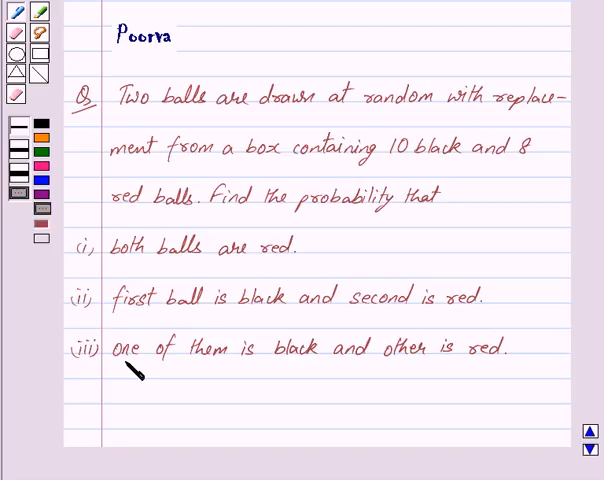 Poorva
Q Two balls are drawn at random with replace-
ment from a box containing 10 black and 8
red balls. Find the probability that
(i) both balls are red.
(ii) first ball is black and second is red.
(iii) one of them is black and other is red.